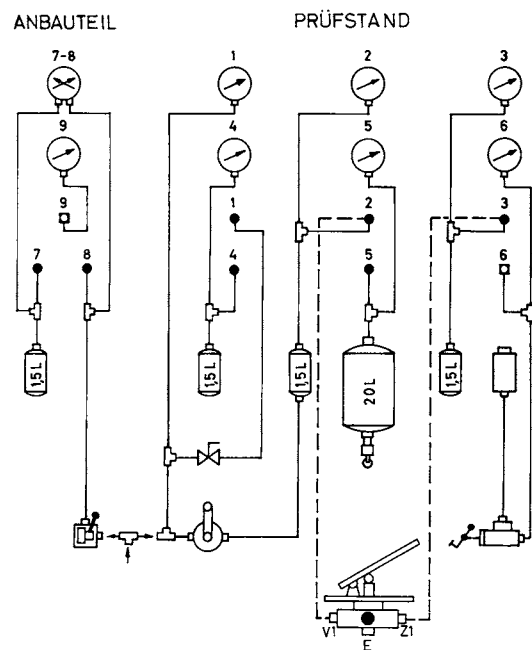 ANBAUTEIL PRÜFSTAND
7-8 1 2 3
9 4 5 6
9 1 2 3
7 8 4 5 6
1,5L 1,5L 1,5L 20L 1,5L
V1 Z1
E